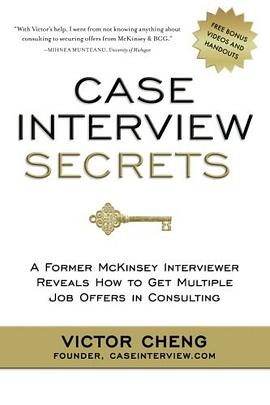 "With Victor's help, I went from not knowing anything about
consulting to securing offers from McKinsey & BCG."
—MIHNEA MUNTEANU, University of Michigan
FREE BONUS
VIDEOS AND
HANDOUTS
CASE
INTERVIEW
SECRETS
A FORMER MCKINSEY INTERVIEWER
REVEALS HOW TO GET MULTIPLE
JOB OFFERS IN CONSULTING
VICTOR CHENG
FOUNDER, CASEINTERVIEW.COM